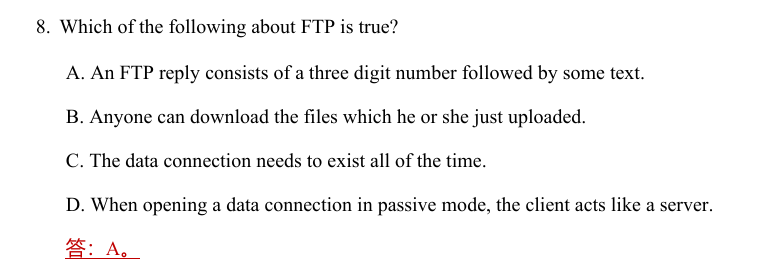 8. Which of the following about FTP is true?
A. An FTP reply consists of a three digit number followed by some text.
B. Anyone can download the files which he or she just uploaded.
C. The data connection needs to exist all of the time.
D. When opening a data connection in passive mode, the client acts like a server.
答：A。